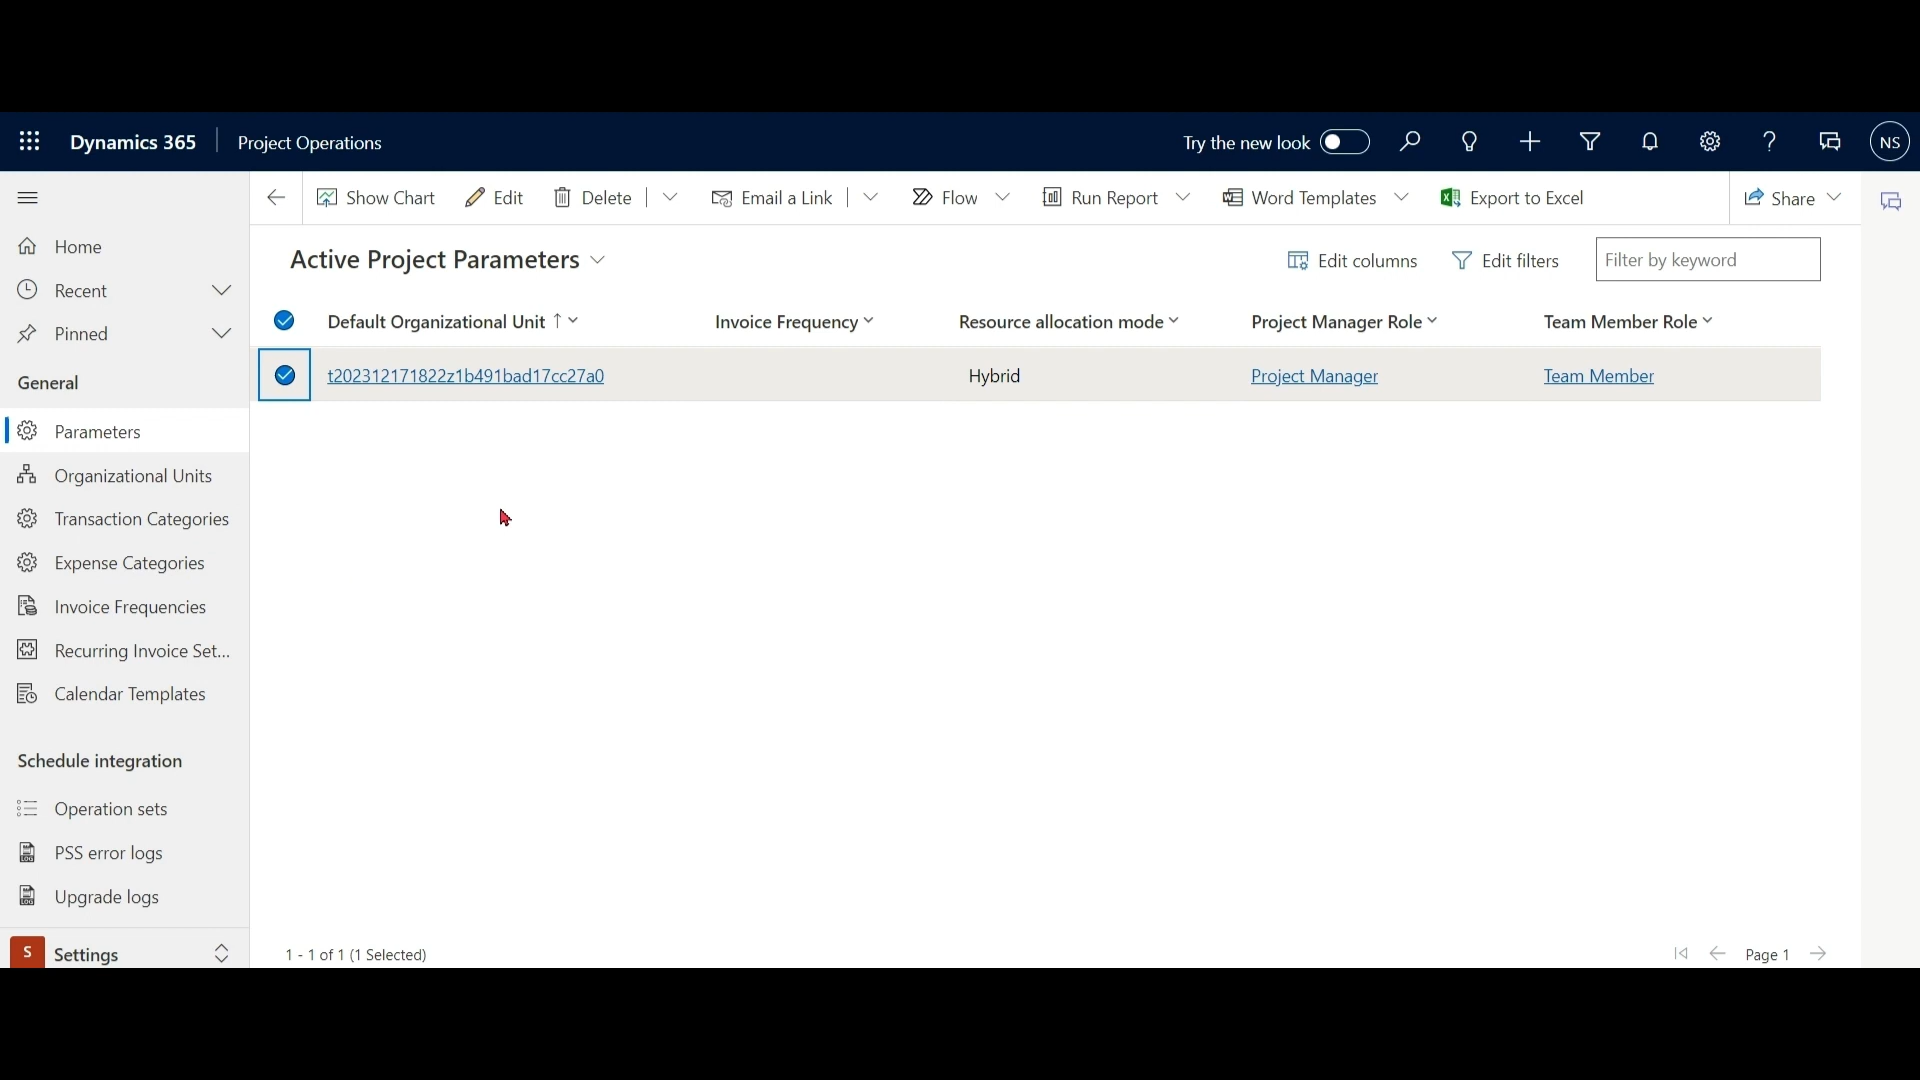 Dynamics 365 Project Operations Try the new look NS
Show Chart Edit Delete Email a Link Flow Run Report Word Templates Export to Excel Share
Home
Recent
Pinned
General
Parameters
Organizational Units
Transaction Categories
Expense Categories
Invoice Frequencies
Recurring Invoice Set...
Calendar Templates
Schedule integration
Operation sets
PSS error logs
Upgrade logs
S Settings
Active Project Parameters Edit columns Edit filters Filter by keyword
Default Organizational Unit ↑ Invoice Frequency Resource allocation mode Project Manager Role Team Member Role
t202312171822z1b491bad17cc27a0 Hybrid Project Manager Team Member
1 - 1 of 1 (1 Selected) Page 1